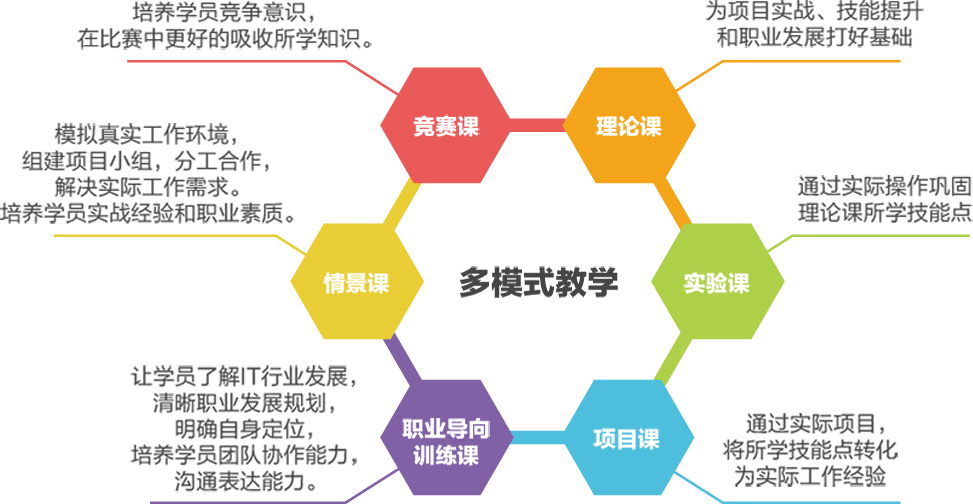 培养学员竞争意识，
在比赛中更好的吸收所学知识。
为项目实战、技能提升
和职业发展打好基础
竞赛课
理论课
模拟真实工作环境，
组建项目小组，分工合作，
解决实际工作需求。
培养学员实战经验和职业素质。
通过实际操作巩固
理论课所学技能点
情景课
多模式教学
实验课
让学员了解IT行业发展，
清晰职业发展规划，
明确自身定位，
培养学员团队协作能力，
沟通表达能力。
职业导向
训练课
项目课
通过实际项目，
将所学技能点转化
为实际工作经验